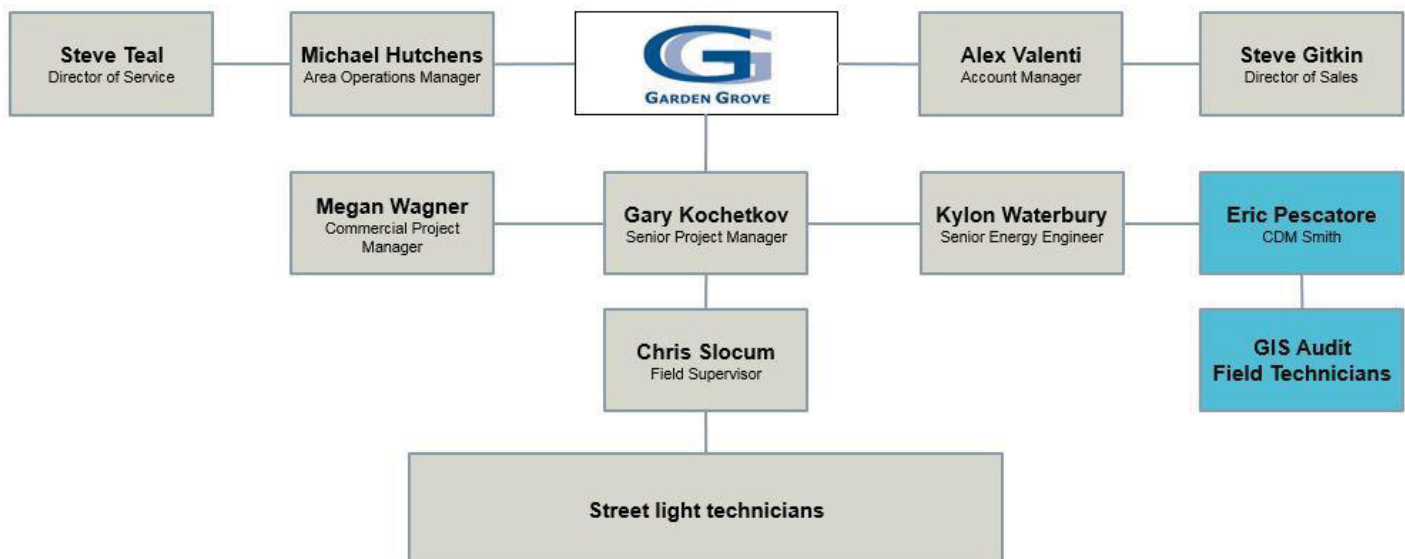 Steve Teal
Director of Service
Michael Hutchens
Area Operations Manager
GARDEN GROVE
Alex Valenti
Account Manager
Steve Gitkin
Director of Sales
Megan Wagner
Commercial Project
Manager
Gary Kochetkov
Senior Project Manager
Kylon Waterbury
Senior Energy Engineer
Eric Pescatore
CDM Smith
Chris Slocum
Field Supervisor
GIS Audit
Field Technicians
Street light technicians